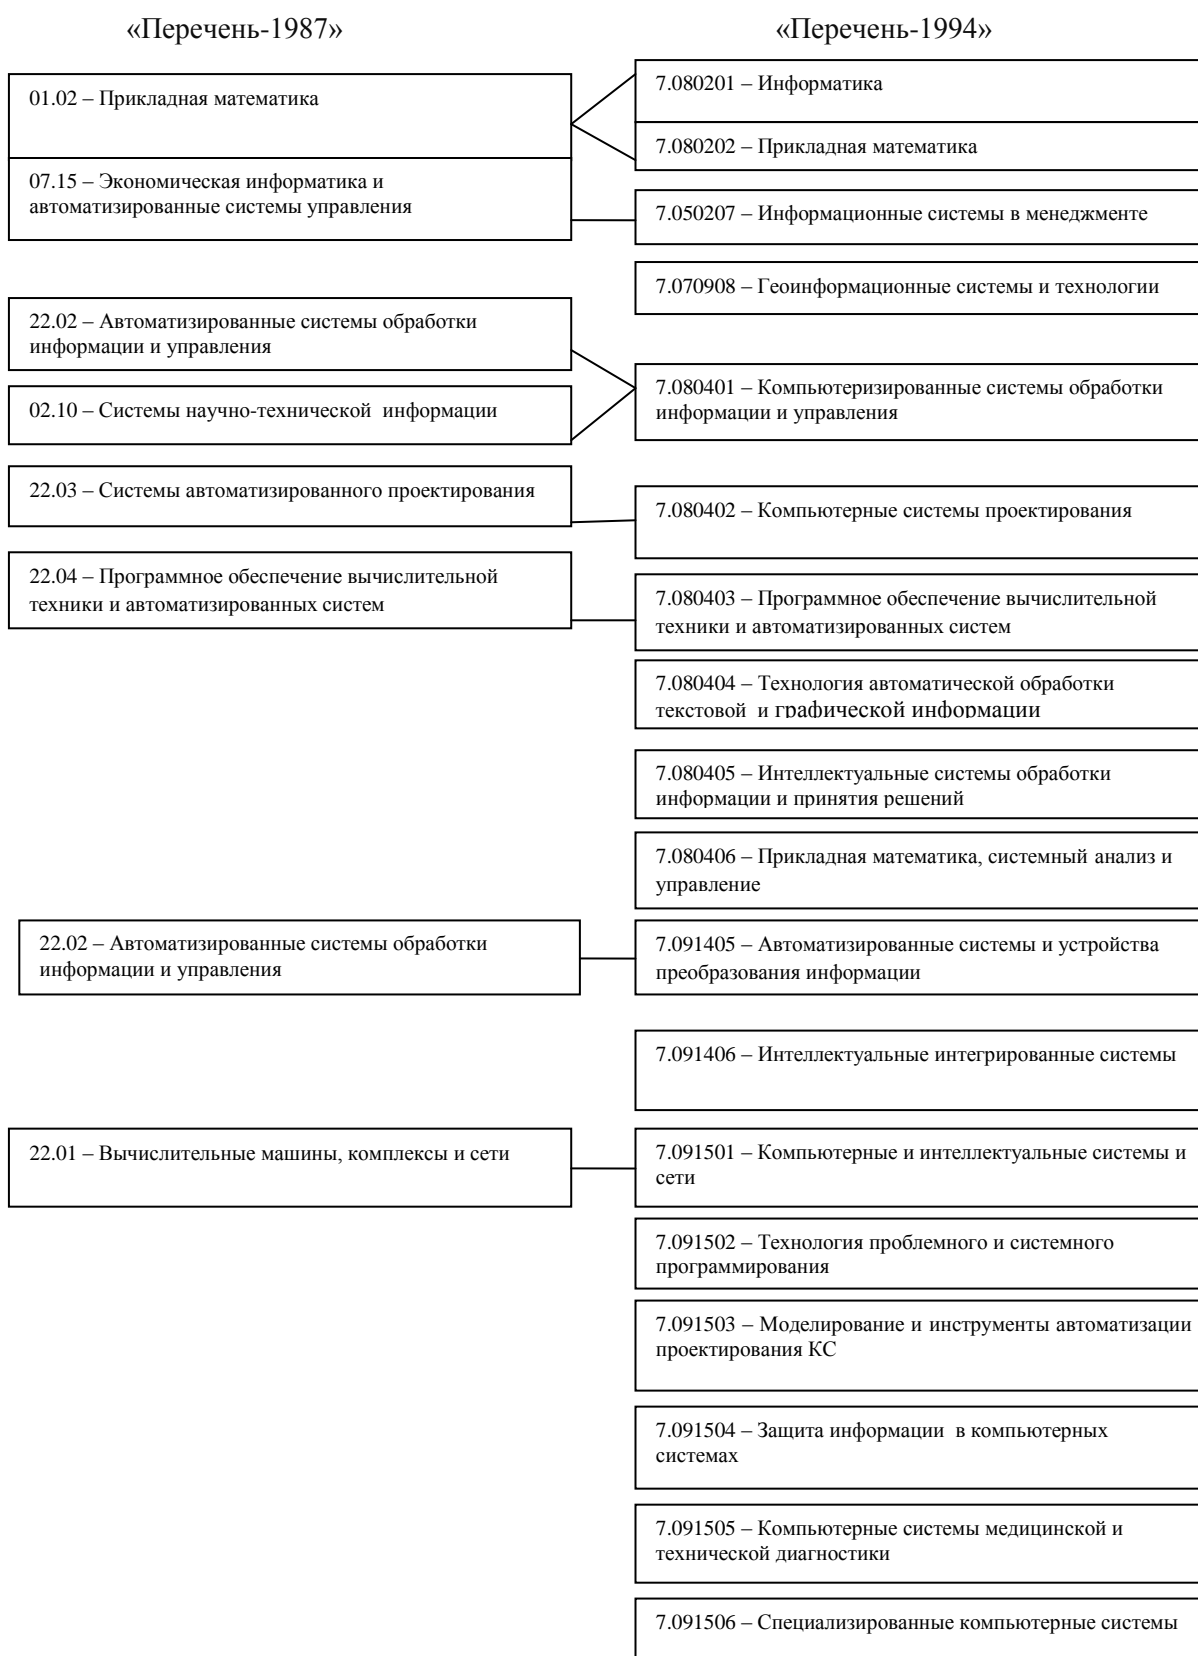 «Перечень-1987»
«Перечень-1994»
01.02 – Прикладная математика
07.15 – Экономическая информатика и
автоматизированные системы управления
22.02 – Автоматизированные системы обработки
информации и управления
02.10 – Системы научно-технической информации
22.03 – Системы автоматизированного проектирования
22.04 – Программное обеспечение вычислительной
техники и автоматизированных систем
22.02 – Автоматизированные системы обработки
информации и управления
22.01 – Вычислительные машины, комплексы и сети
7.080201 – Информатика
7.080202 – Прикладная математика
7.050207 – Информационные системы в менеджменте
7.070908 – Геоинформационные системы и технологии
7.080401 – Компьютеризированные системы обработки
информации и управления
7.080402 – Компьютерные системы проектирования
7.080403 – Программное обеспечение вычислительной
техники и автоматизированных систем
7.080404 – Технология автоматической обработки
текстовой и графической информации
7.080405 – Интеллектуальные системы обработки
информации и принятия решений
7.080406 – Прикладная математика, системный анализ и
управление
7.091405 – Автоматизированные системы и устройства
преобразования информации
7.091406 – Интеллектуальные интегрированные системы
7.091501 – Компьютерные и интеллектуальные системы и
сети
7.091502 – Технология проблемного и системного
программирования
7.091503 – Моделирование и инструменты автоматизации
проектирования КС
7.091504 – Защита информации в компьютерных
системах
7.091505 – Компьютерные системы медицинской и
технической диагностики
7.091506 – Специализированные компьютерные системы